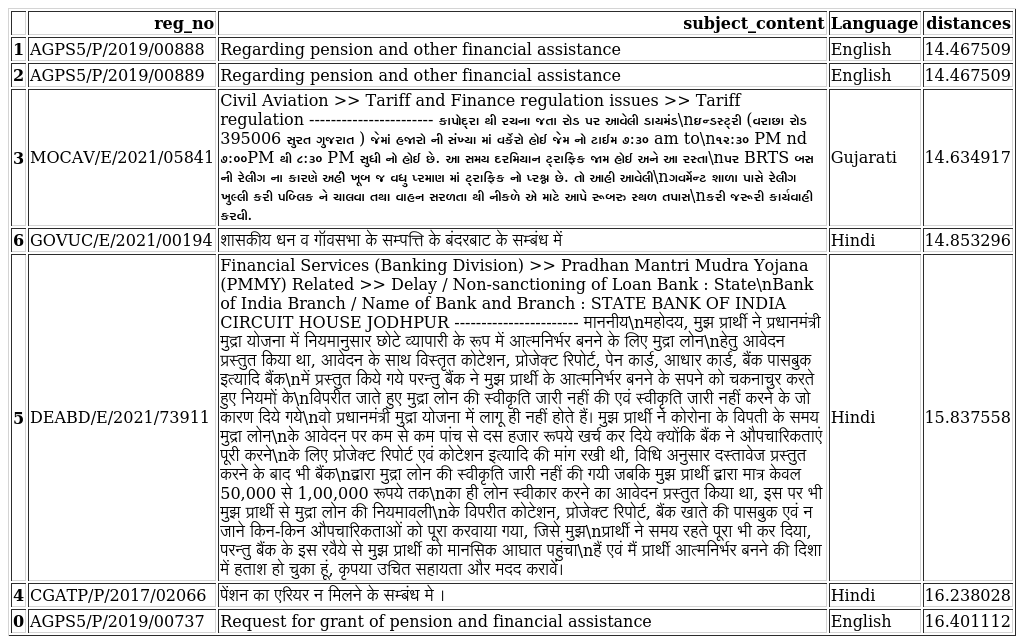 reg_no subject_content Language distances
1 AGPS5/P/2019/00888 Regarding pension and other financial assistance English 14.467509
2 AGPS5/P/2019/00889 Regarding pension and other financial assistance English 14.467509
Civil Aviation >> Tariff and Finance regulation issues >> Tariff
regulation ----------------------- કાપોદ્રા થી રચના જતા રોડ પર આવેલી ડાયમંડ\nઇન્ડસ્ટ્રી (વરાછા રોડ
395006 સુરત ગુજરાત ) જેમાં હજારો ની સંખ્યા માં વર્કેરો હોઈ જેમ નો ટાઈમ ૭:૩૦ am to\n૧૨:૩૦ PM nd
3 MOCAV/E/2021/05841 ૭:૦૦PM થી ૮:૩૦ PM સુધી નો હોઈ છે. આ સમય દરમિયાન ટ્રાફિક જામ હોઈ અને આ રસ્તા\nપર BRTS બસ Gujarati 14.634917
ની રેલીગ ના કારણે અહી ખૂબ જ વધુ પ્રમાણ માં ટ્રાફિક નો પ્રશ્ન છે. તો આહી આવેલી\nગવર્મેન્ટ શાળા પાસે રેલીગ
ખુલ્લી કરી પબ્લિક ને ચાલવા તથા વાહન સરળતા થી નીકળે એ માટે આપે રૂબરુ સ્થળ તપાસ\nકરી જરૂરી કાર્યવાહી
કરવી.
6 GOVUC/E/2021/00194 शासकीय धन व गॉवसभा के सम्पत्ति के बंदरबाट के सम्बंध में Hindi 14.853296
Financial Services (Banking Division) >> Pradhan Mantri Mudra Yojana
(PMMY) Related >> Delay / Non-sanctioning of Loan Bank : State\nBank
of India Branch / Name of Bank and Branch : STATE BANK OF INDIA
CIRCUIT HOUSE JODHPUR ----------------------- माननीय\nमहोदय, मुझ प्रार्थी ने प्रधानमंत्री
मुद्रा योजना में नियमानुसार छोटे व्यापारी के रूप में आत्मनिर्भर बनने के लिए मुद्रा लोन\nहेतु आवेदन
प्रस्तुत किया था, आवेदन के साथ विस्तृत कोटेशन, प्रोजेक्ट रिपोर्ट, पेन कार्ड, आधार कार्ड, बैंक पासबुक
इत्यादि बैंक\nमें प्रस्तुत किये गये परन्तु बैंक ने मुझ प्रार्थी के आत्मनिर्भर बनने के सपने को चकनाचुर करते
हुए नियमों के\nविपरीत जाते हुए मुद्रा लोन की स्वीकृति जारी नहीं की एवं स्वीकृति जारी नहीं करने के जो
5 DEABD/E/2021/73911 कारण दिये गये\nवो प्रधानमंत्री मुद्रा योजना में लागू ही नहीं होते हैं। मुझ प्रार्थी ने कोरोना के विपती के समय Hindi 15.837558
मुद्रा लोन\nके आवेदन पर कम से कम पांच से दस हजार रूपये खर्च कर दिये क्योंकि बैंक ने औपचारिकताएं
पूरी करने\nके लिए प्रोजेक्ट रिपोर्ट एवं कोटेशन इत्यादि की मांग रखी थी, विधि अनुसार दस्तावेज प्रस्तुत
करने के बाद भी बैंक\nद्वारा मुद्रा लोन की स्वीकृति जारी नहीं की गयी जबकि मुझ प्रार्थी द्वारा मात्र केवल
50,000 से 1,00,000 रूपये तक\nका ही लोन स्वीकार करने का आवेदन प्रस्तुत किया था, इस पर भी
मुझ प्रार्थी से मुद्रा लोन की नियमावली\nके विपरीत कोटेशन, प्रोजेक्ट रिपोर्ट, बैंक खाते की पासबुक एवं न
जाने किन-किन औपचारिकताओं को पूरा करवाया गया, जिसे मुझ\nप्रार्थी ने समय रहते पूरा भी कर दिया,
परन्तु बैंक के इस रवैये से मुझ प्रार्थी को मानसिक आघात पहुंचा\nहैं एवं मैं प्रार्थी आत्मनिर्भर बनने की दिशा
में हताश हो चुका हूं, कृपया उचित सहायता और मदद करावें।
4 CGATP/P/2017/02066 पेंशन का एरियर न मिलने के सम्बंध मे । Hindi 16.238028
0 AGPS5/P/2019/00737 Request for grant of pension and financial assistance English 16.401112